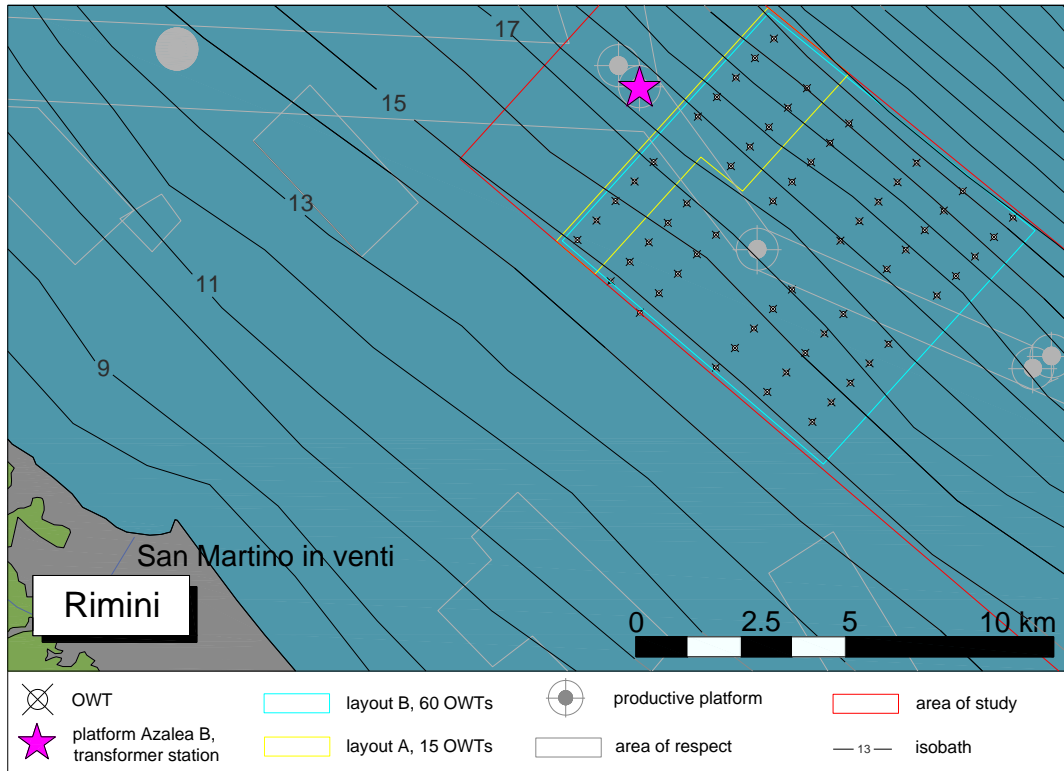 17
15
13
11
9
San Martino in venti
Rimini
0 2.5 5 10 km
OWT
layout B, 60 OWTs
productive platform
area of study
platform Azalea B,
transformer station
layout A, 15 OWTs
area of respect
13
isobath